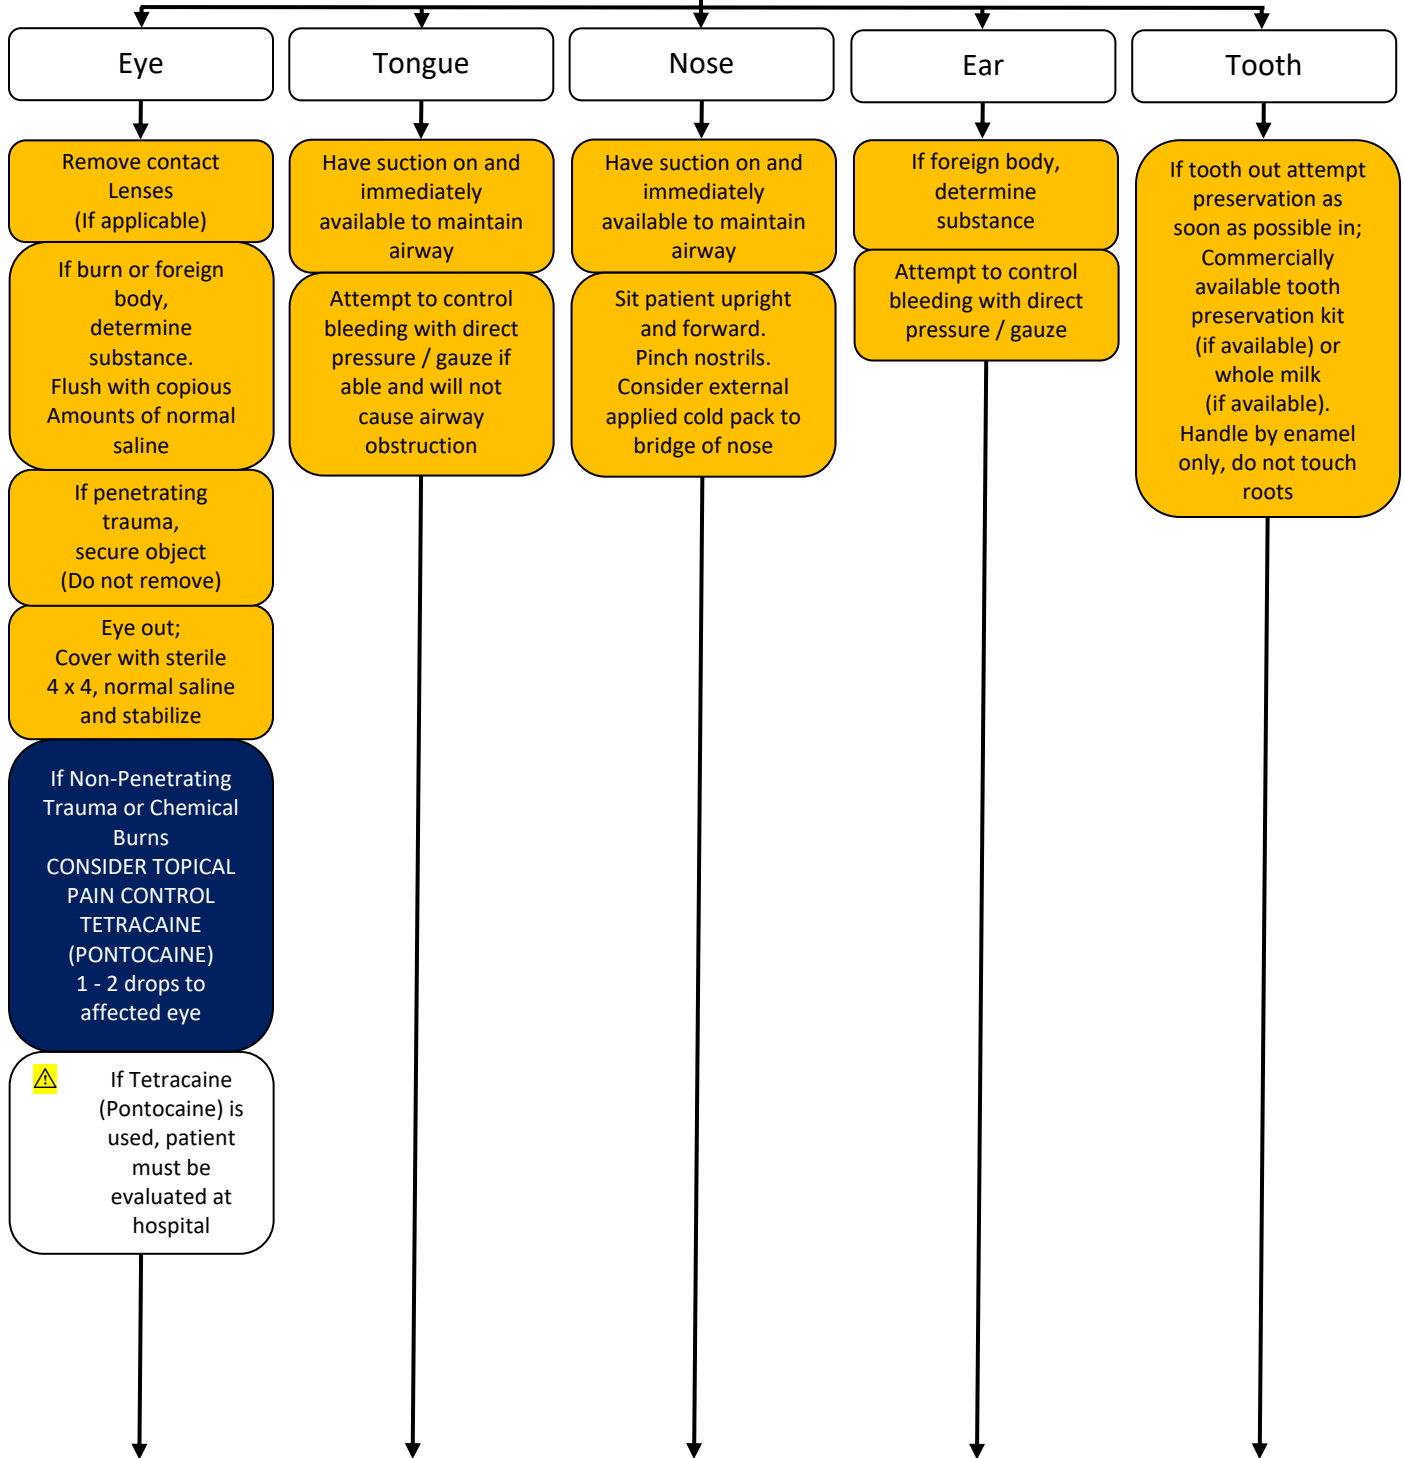 Eye
Tongue
Nose
Ear
Tooth
Remove contact
Lenses
(If applicable)
If burn or foreign
body,
determine
substance.
Flush with copious
Amounts of normal
saline
If penetrating
trauma,
secure object
(Do not remove)
Eye out;
Cover with sterile
4 x 4, normal saline
and stabilize
If Non-Penetrating
Trauma or Chemical
Burns
CONSIDER TOPICAL
PAIN CONTROL
TETRACAINE
(PONTOCAINE)
1 - 2 drops to
affected eye
⚠
If Tetracaine
(Pontocaine) is
used, patient
must be
evaluated at
hospital
Have suction on and
immediately
available to maintain
airway
Attempt to control
bleeding with direct
pressure / gauze if
able and will not
cause airway
obstruction
Have suction on and
immediately
available to maintain
airway
Sit patient upright
and forward.
Pinch nostrils.
Consider external
applied cold pack to
bridge of nose
If foreign body,
determine
substance
Attempt to control
bleeding with direct
pressure / gauze
If tooth out attempt
preservation as
soon as possible in;
Commercially
available tooth
preservation kit
(if available) or
whole milk
(if available).
Handle by enamel
only, do not touch
roots